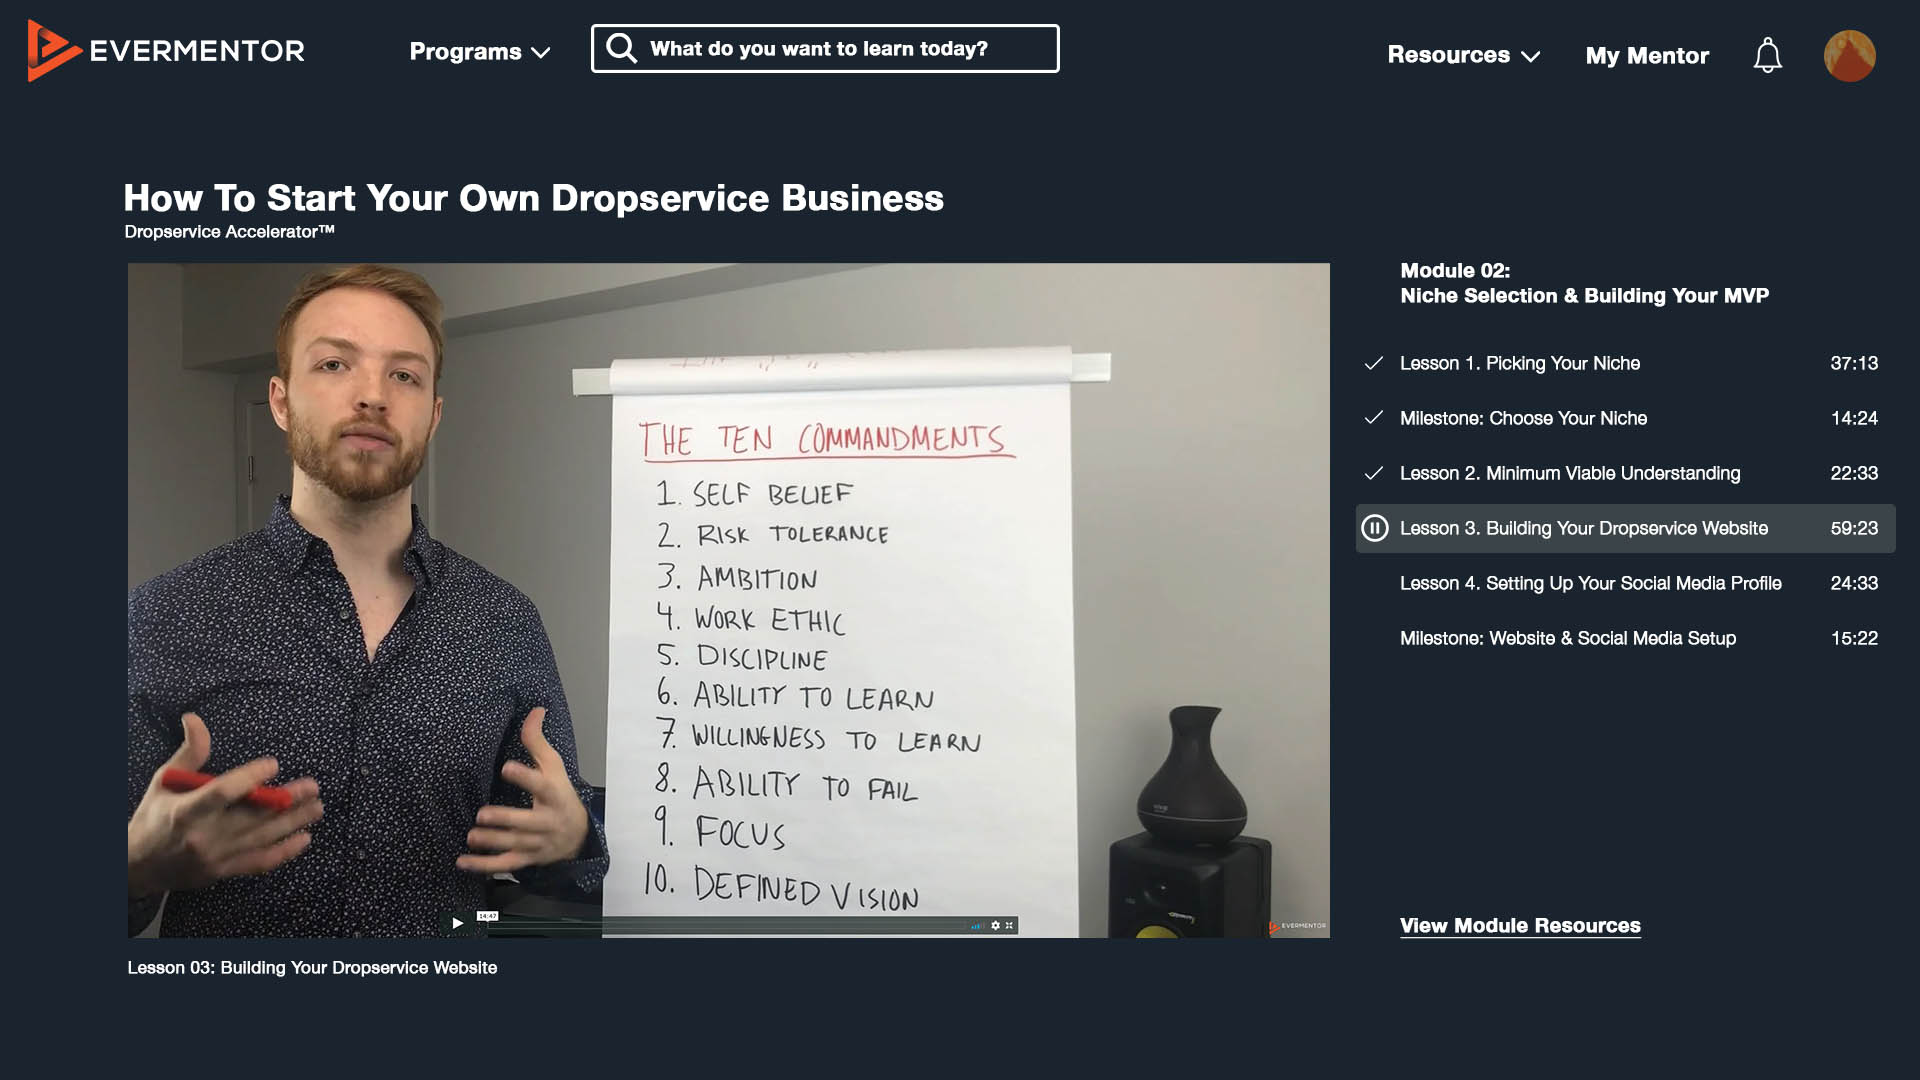 EVERMENTOR
Programs
What do you want to learn today?
Resources
My Mentor
How To Start Your Own Dropservice Business
Dropservice Accelerator™
THE TEN COMMANDMENTS
1. SELF BELIEF
2. RISK TOLERANCE
3. AMBITION
4. WORK ETHIC
5. DISCIPLINE
6. ABILITY TO LEARN
7. WILLINGNESS TO LEARN
8. ABILITY TO FAIL
9. FOCUS
10. DEFINED VISION
14:47
EVERMENTOR
Lesson 03: Building Your Dropservice Website
Module 02:
Niche Selection & Building Your MVP
Lesson 1. Picking Your Niche 37:13
Milestone: Choose Your Niche 14:24
Lesson 2. Minimum Viable Understanding 22:33
Lesson 3. Building Your Dropservice Website 59:23
Lesson 4. Setting Up Your Social Media Profile 24:33
Milestone: Website & Social Media Setup 15:22
View Module Resources